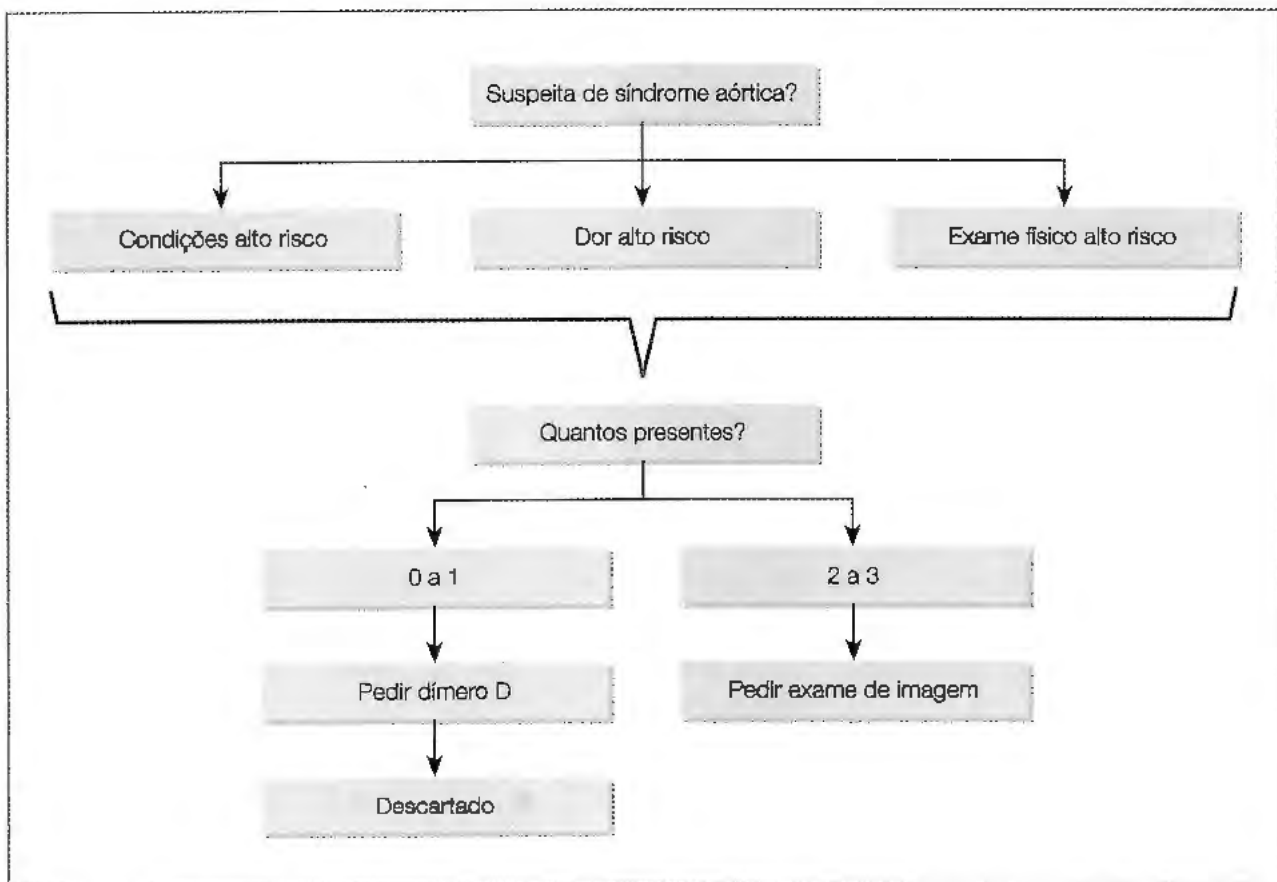 Suspeita de síndrome aórtica?
Condições alto risco
Dor alto risco
Exame físico alto risco
Quantos presentes?
0 a 1
2 a 3
Pedir dímero D
Pedir exame de imagem
Descartado